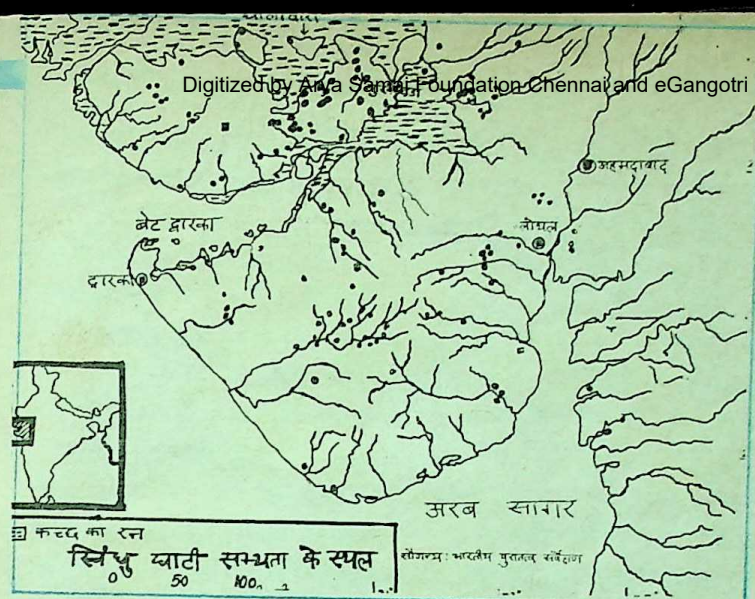 धोलावीरा
Digitized by Arya Samaj Foundation Chennai and eGangotri
अहमदाबाद
बेट द्वारका
लोथल
द्वारका
अरब सागर
कच्छ का रन
सिंधु घाटी सभ्यता के स्थल
सौजन्य: भारतीय पुरातत्व सर्वेक्षण
0 50 100